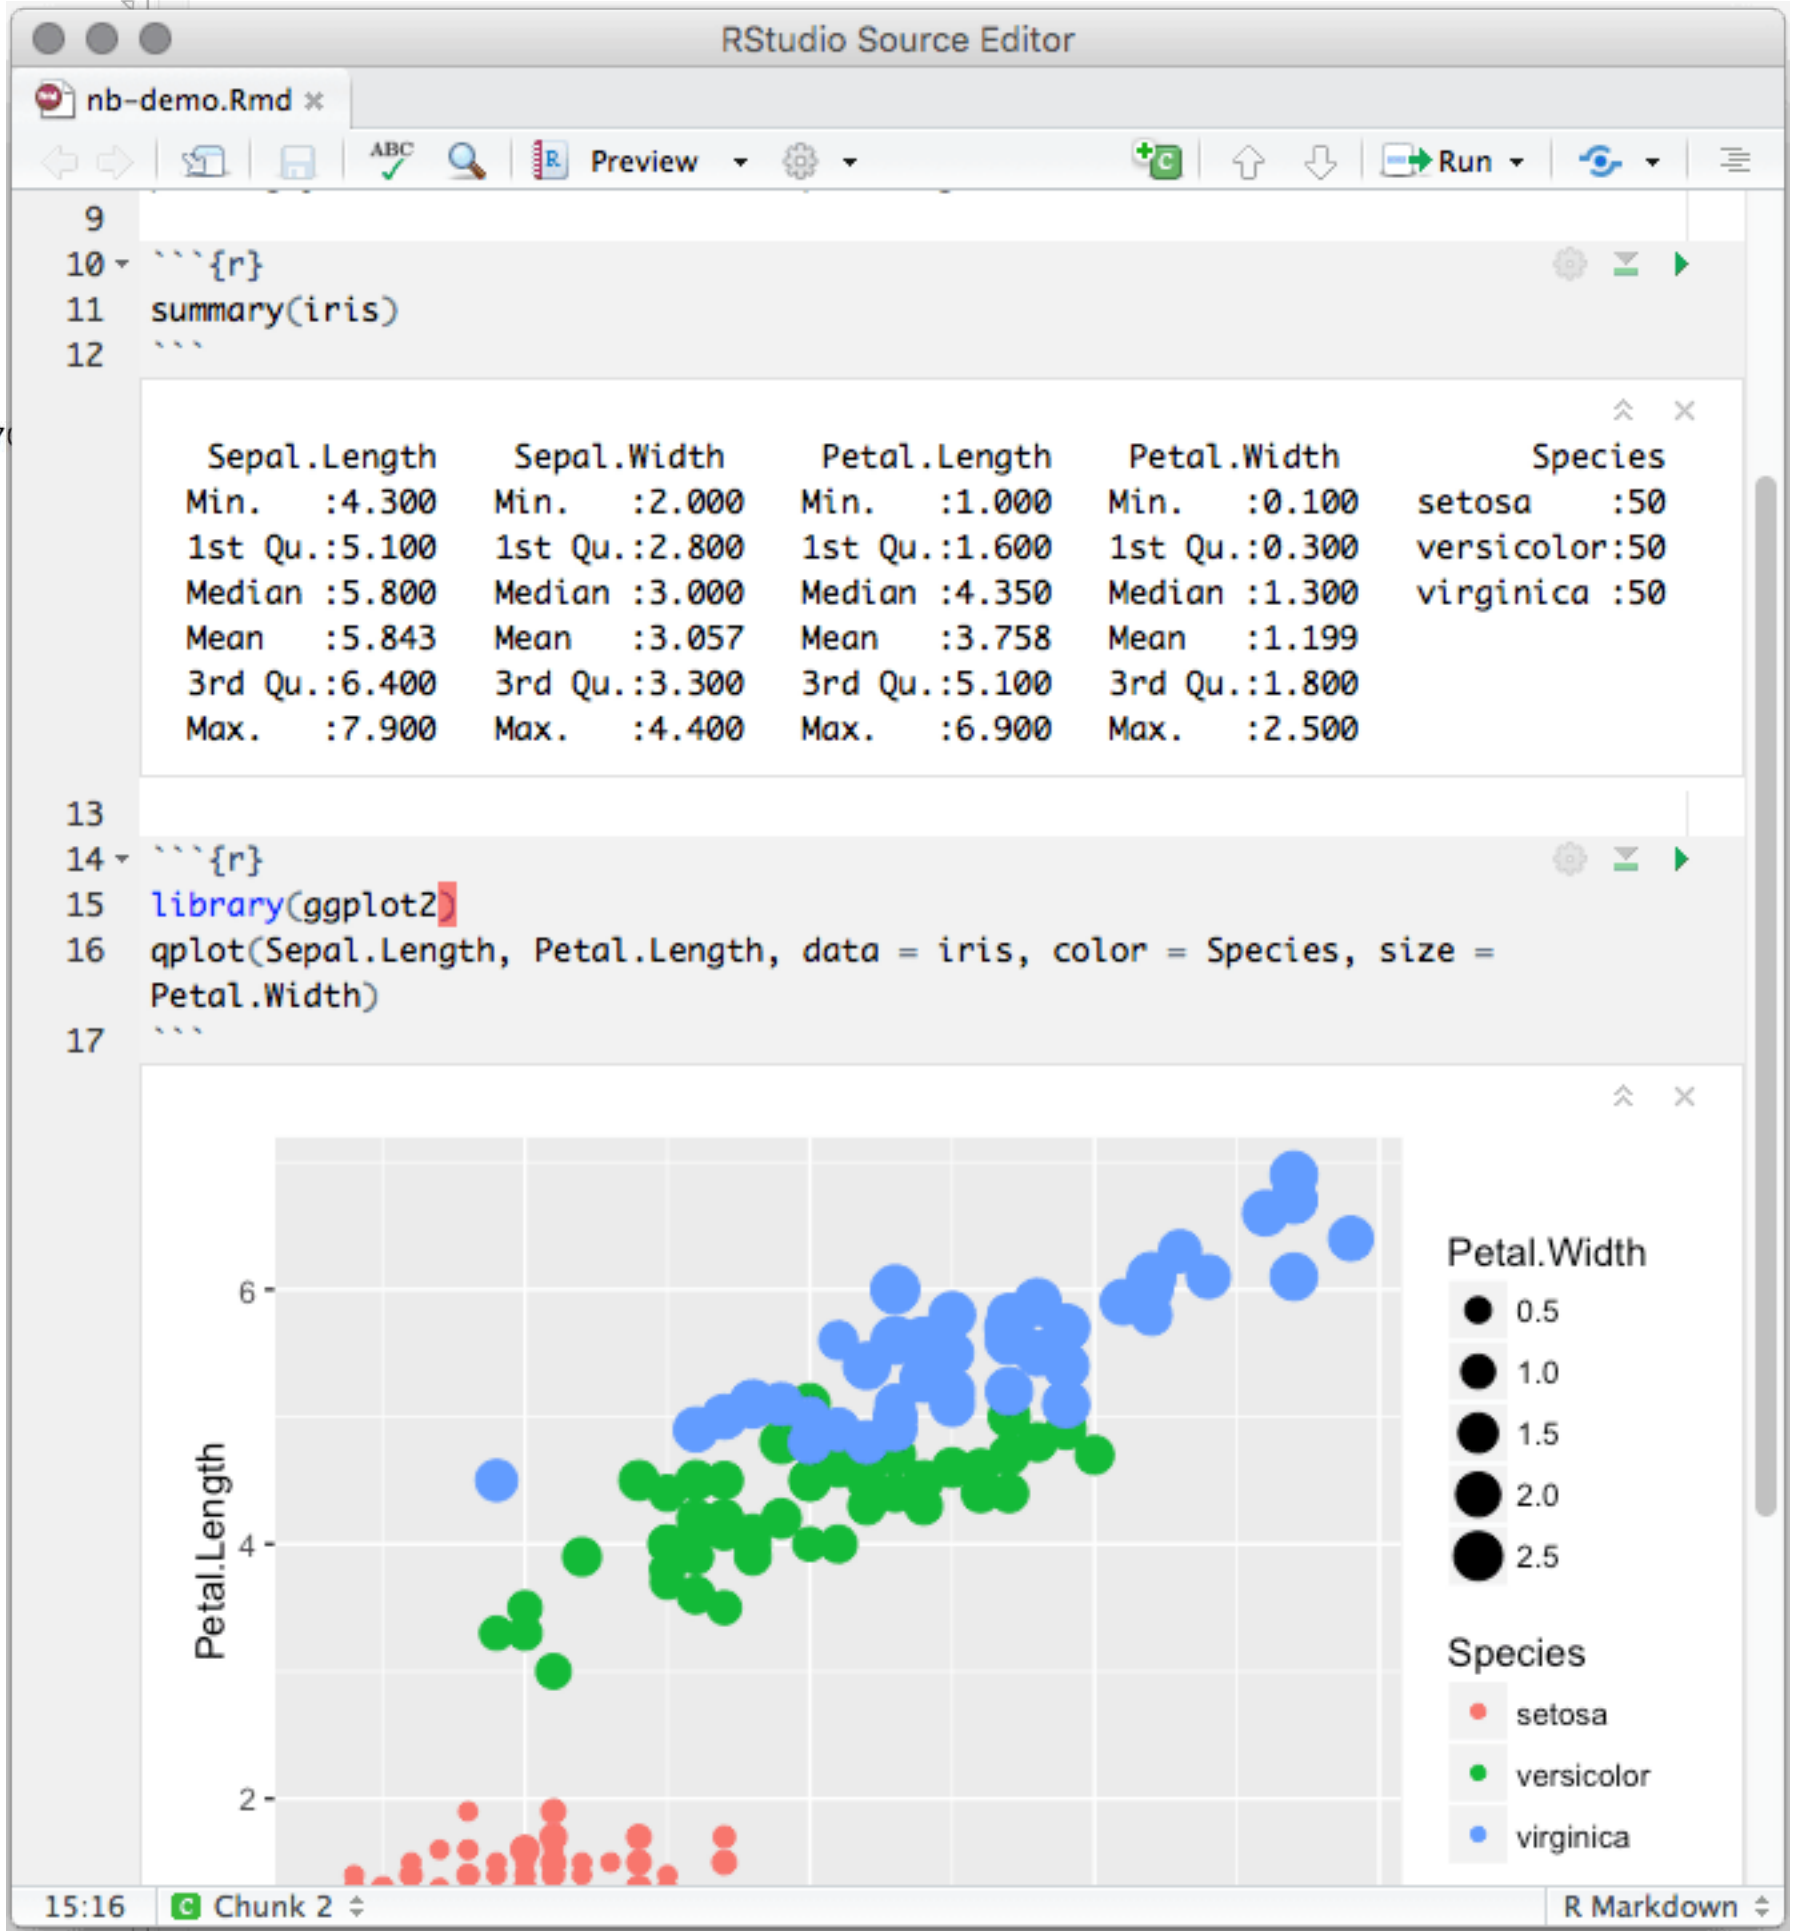 RStudio Source Editor
nb-demo.Rmd
ABC
R Preview
C
Run
9
10 ```{r}
11 summary(iris)
12 ```
Sepal.Length Sepal.Width Petal.Length Petal.Width Species
Min. :4.300 Min. :2.000 Min. :1.000 Min. :0.100 setosa :50
1st Qu.:5.100 1st Qu.:2.800 1st Qu.:1.600 1st Qu.:0.300 versicolor:50
Median :5.800 Median :3.000 Median :4.350 Median :1.300 virginica :50
Mean :5.843 Mean :3.057 Mean :3.758 Mean :1.199
3rd Qu.:6.400 3rd Qu.:3.300 3rd Qu.:5.100 3rd Qu.:1.800
Max. :7.900 Max. :4.400 Max. :6.900 Max. :2.500
13
14 ```{r}
15 library(ggplot2)
16 qplot(Sepal.Length, Petal.Length, data = iris, color = Species, size =
Petal.Width)
17 ```
Petal.Length
6
4
2
Petal.Width
0.5
1.0
1.5
2.0
2.5
Species
setosa
versicolor
virginica
15:16 C Chunk 2 R Markdown